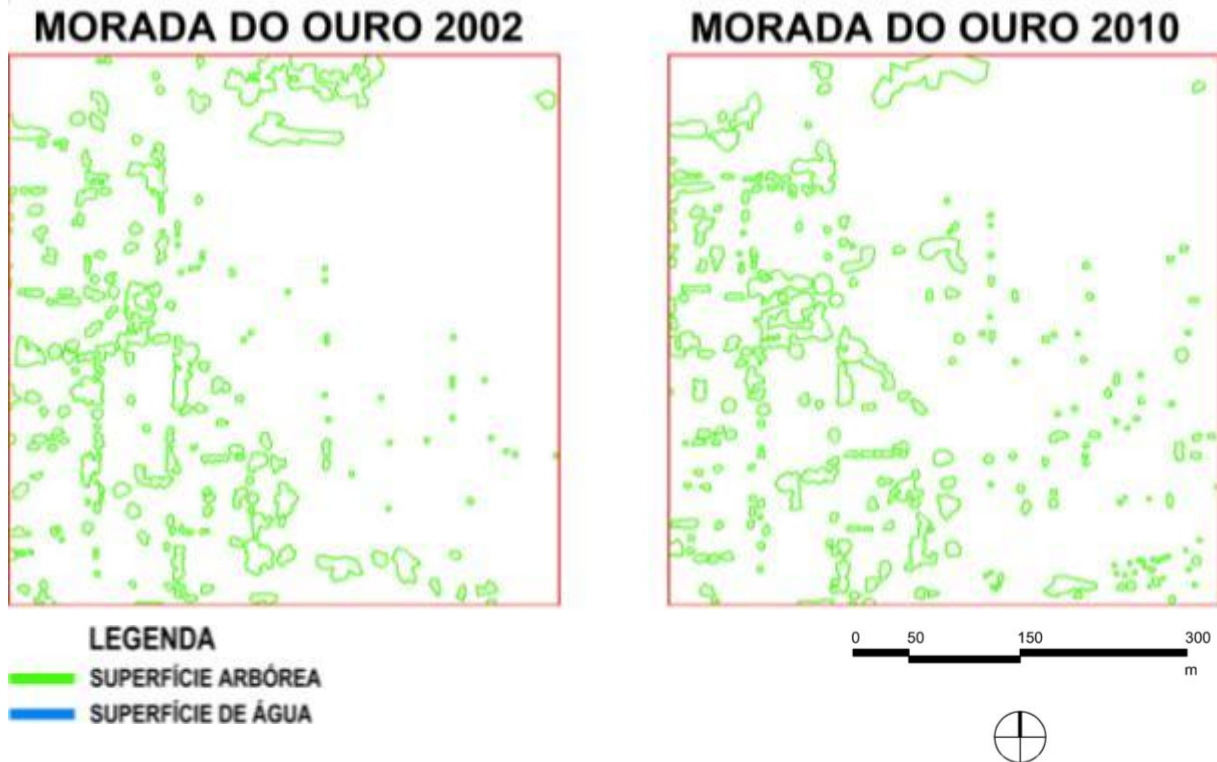 MORADA DO OURO 2002
MORADA DO OURO 2010
LEGENDA
SUPERFÍCIE ARBÓREA
SUPERFÍCIE DE ÁGUA
0 50 150 300
m